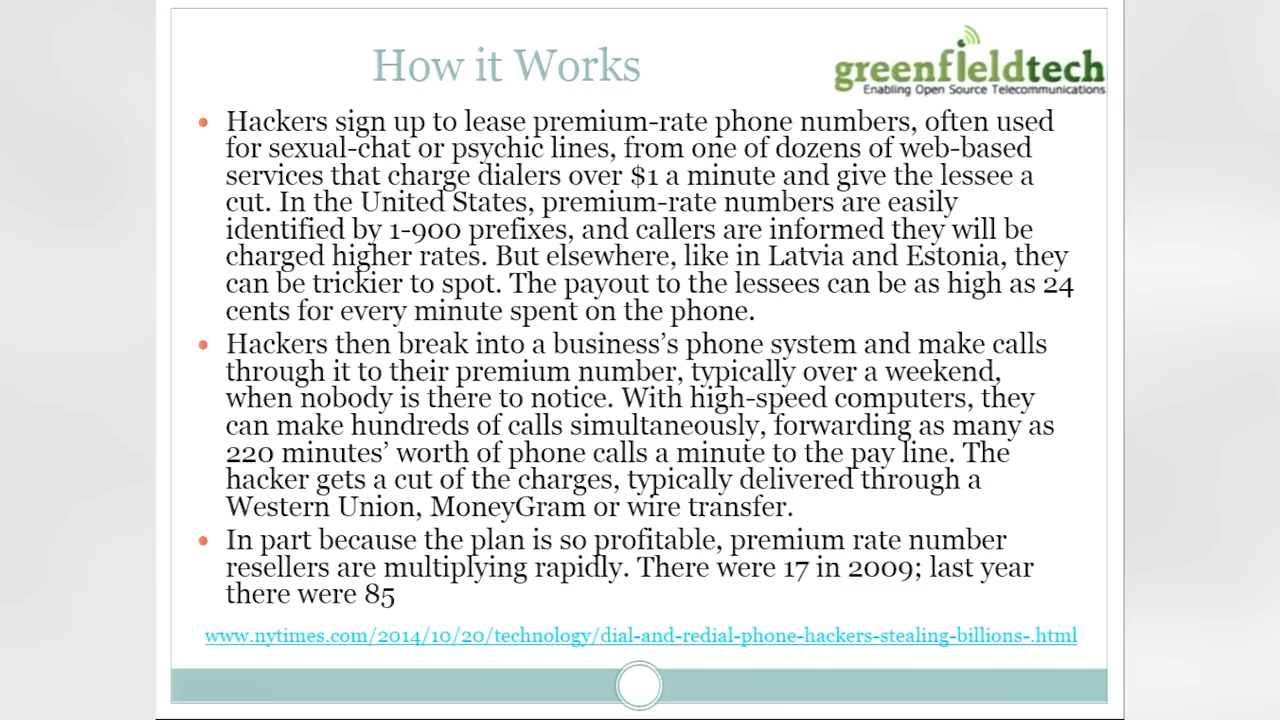 How it Works
greenfieldtech
Enabling Open Source Telecommunications
• Hackers sign up to lease premium-rate phone numbers, often used
for sexual-chat or psychic lines, from one of dozens of web-based
services that charge dialers over $1 a minute and give the lessee a
cut. In the United States, premium-rate numbers are easily
identified by 1-900 prefixes, and callers are informed they will be
charged higher rates. But elsewhere, like in Latvia and Estonia, they
can be trickier to spot. The payout to the lessees can be as high as 24
cents for every minute spent on the phone.
• Hackers then break into a business’s phone system and make calls
through it to their premium number, typically over a weekend,
when nobody is there to notice. With high-speed computers, they
can make hundreds of calls simultaneously, forwarding as many as
220 minutes’ worth of phone calls a minute to the pay line. The
hacker gets a cut of the charges, typically delivered through a
Western Union, MoneyGram or wire transfer.
• In part because the plan is so profitable, premium rate number
resellers are multiplying rapidly. There were 17 in 2009; last year
there were 85
www.nytimes.com/2014/10/20/technology/dial-and-redial-phone-hackers-stealing-billions-.html